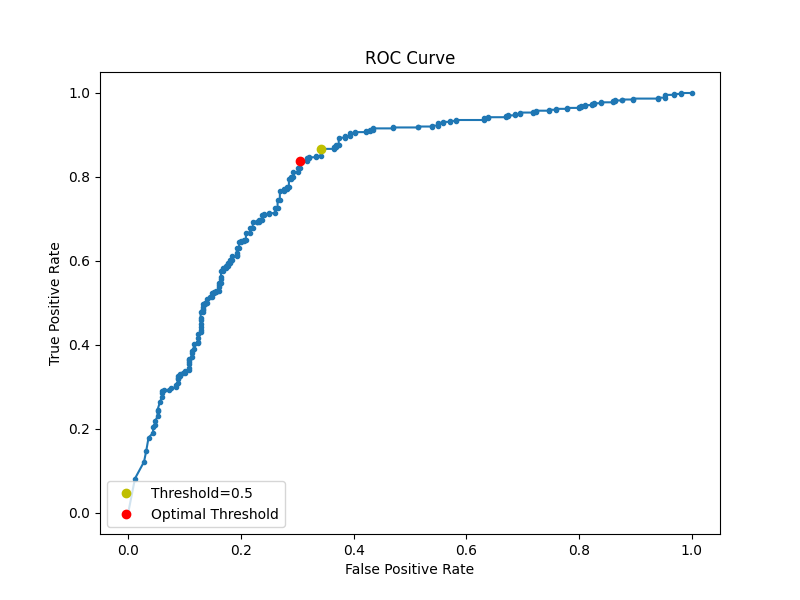 ROC Curve
True Positive Rate
1.0
0.8
0.6
0.4
0.2
0.0
Threshold=0.5
Optimal Threshold
0.0 0.2 0.4 0.6 0.8 1.0
False Positive Rate